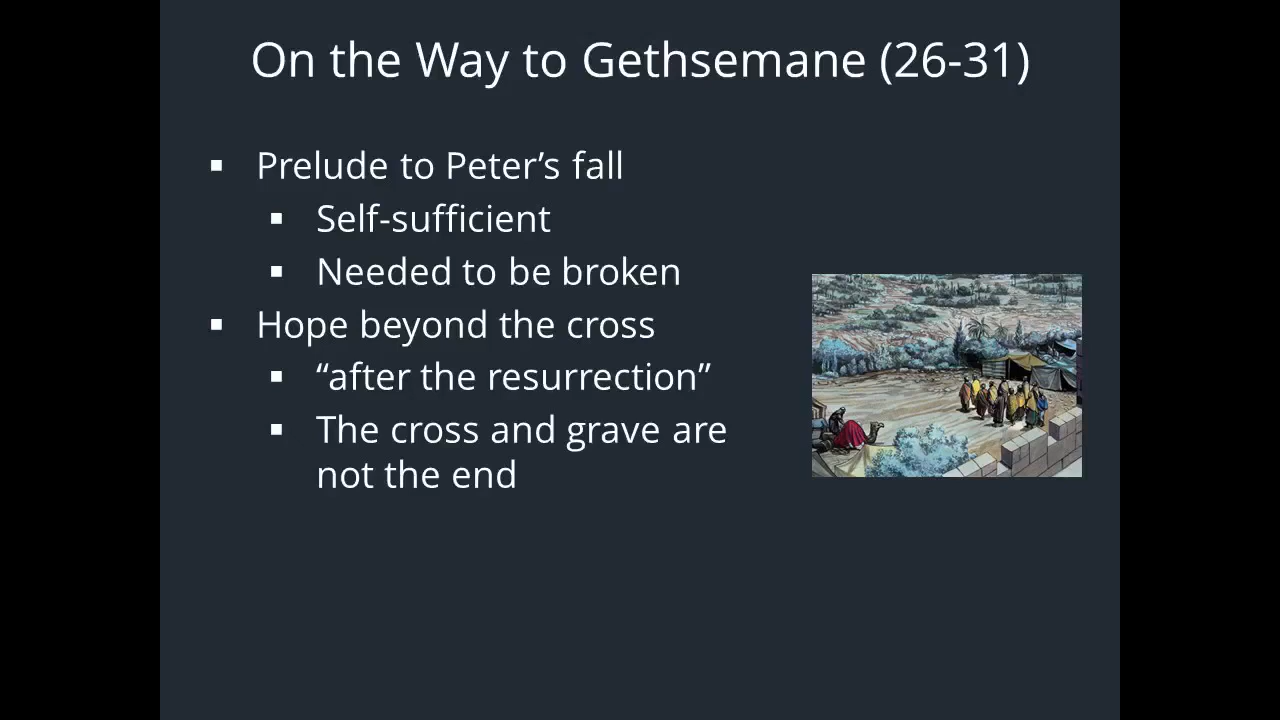 On the Way to Gethsemane (26-31)
▪ Prelude to Peter’s fall
▪ Self-sufficient
▪ Needed to be broken
▪ Hope beyond the cross
▪ “after the resurrection”
▪ The cross and grave are
not the end